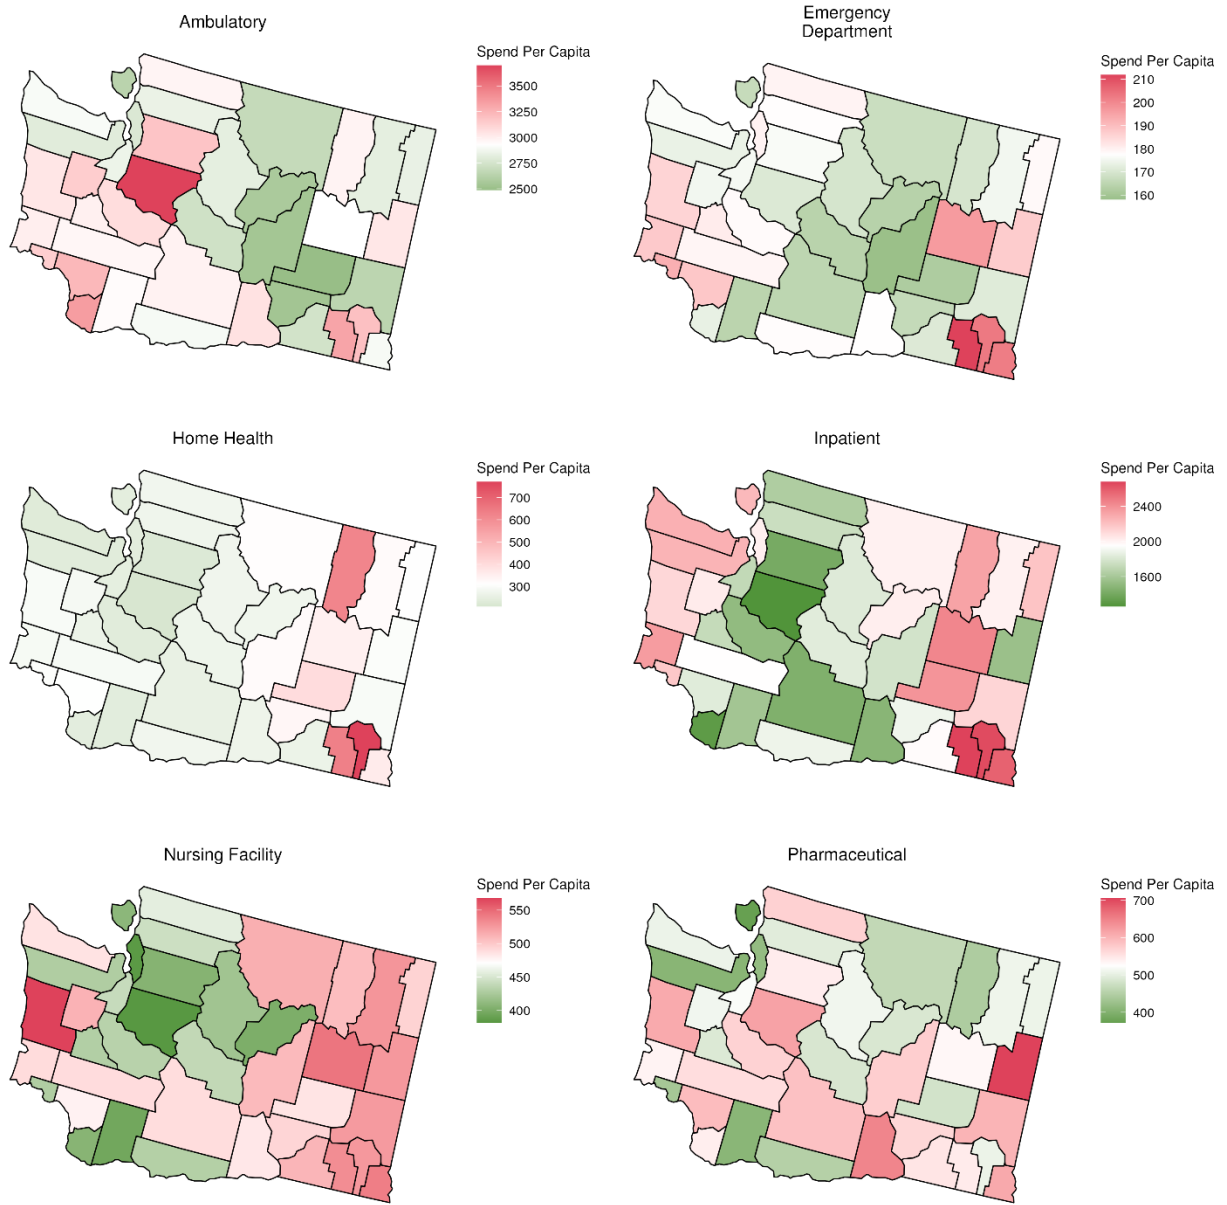 Ambulatory
Spend Per Capita
3500
3250
3000
2750
2500
Emergency
Department
Spend Per Capita
210
200
190
180
170
160
Home Health
Spend Per Capita
700
600
500
400
300
Inpatient
Spend Per Capita
2400
2000
1600
Nursing Facility
Spend Per Capita
550
500
450
400
Pharmaceutical
Spend Per Capita
700
600
500
400